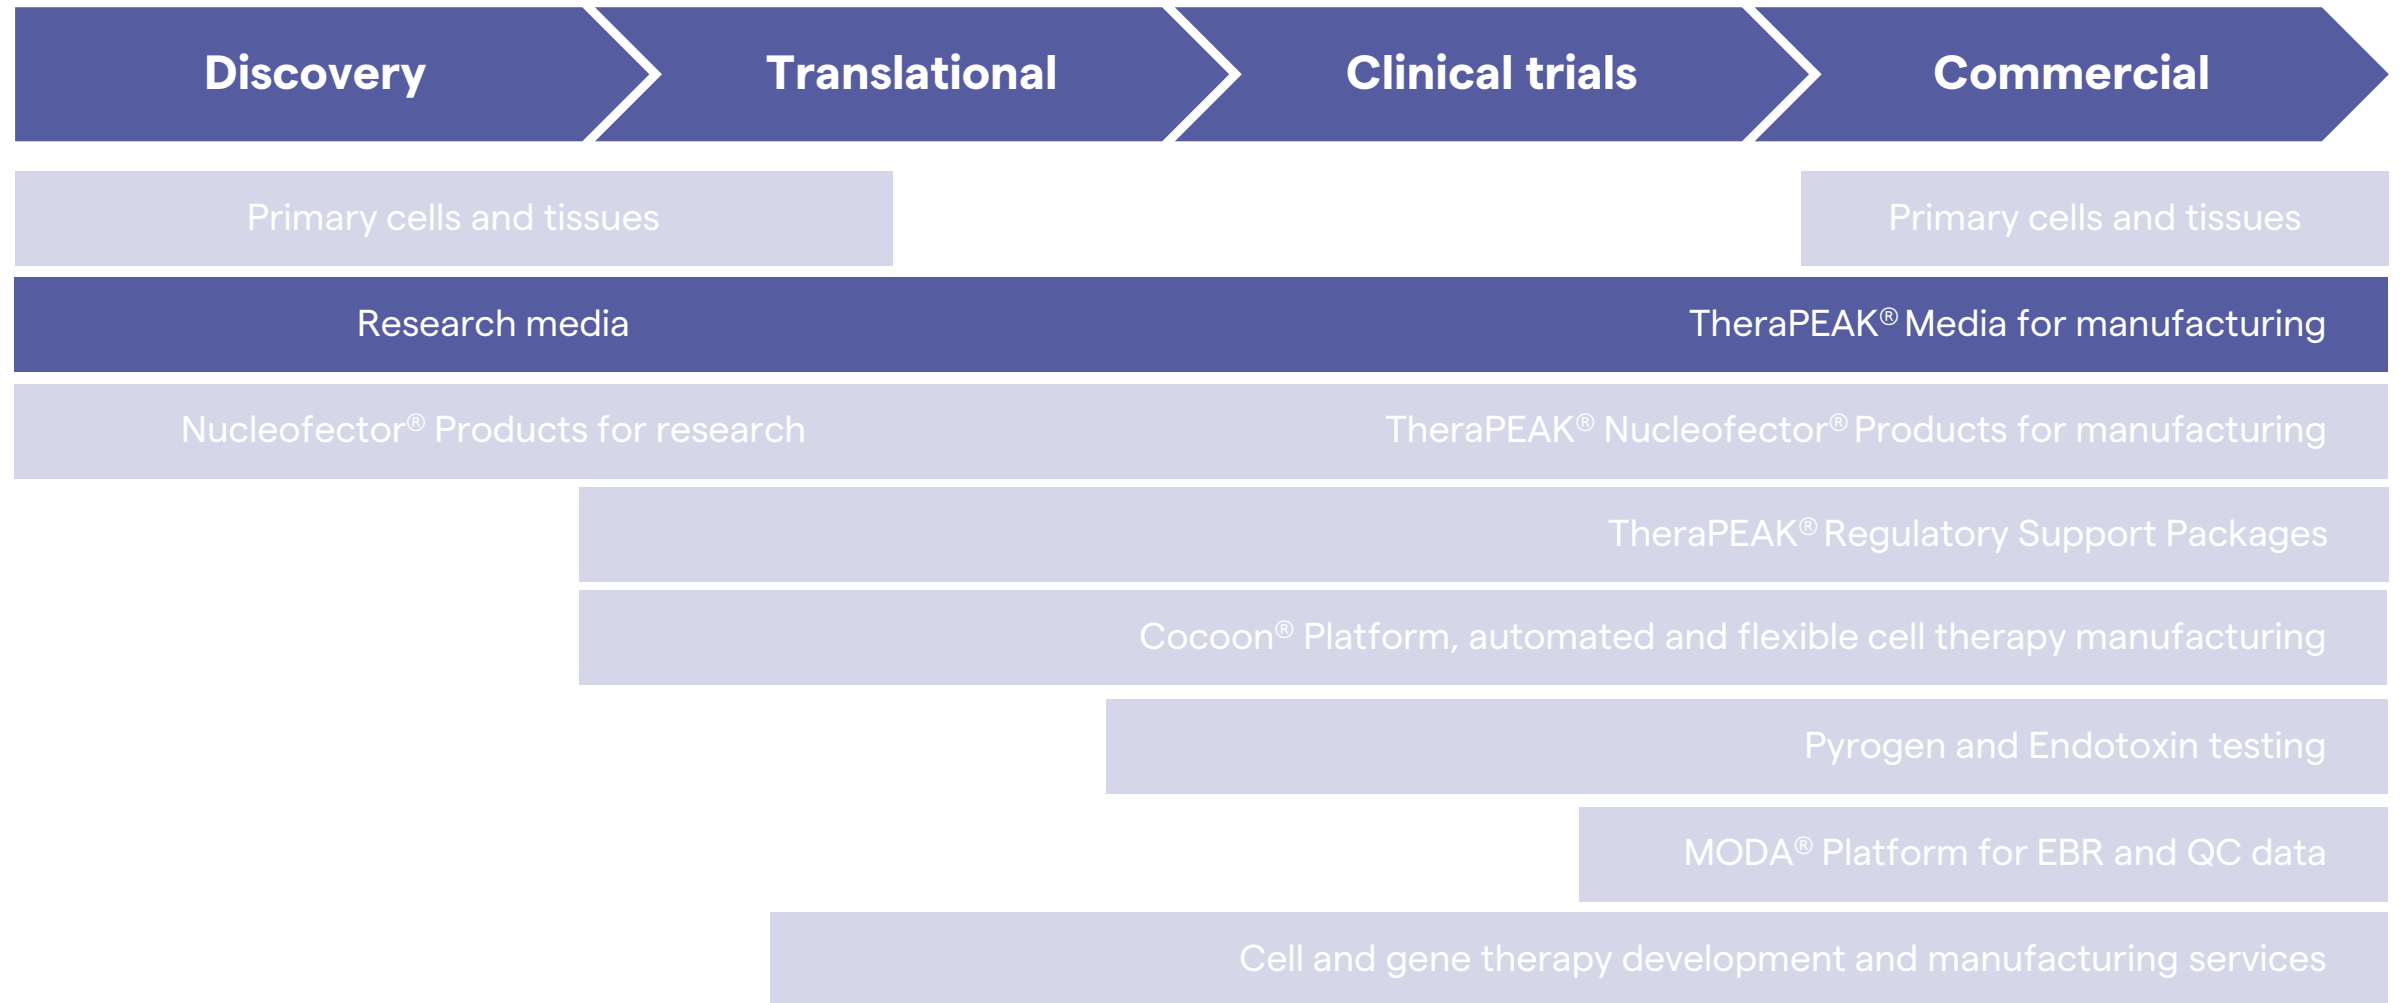 Discovery
Translational
Clinical trials
Commercial
Primary cells and tissues
Primary cells and tissues
Research media
TheraPEAK® Media for manufacturing
Nucleofector® Products for research
TheraPEAK® Nucleofector® Products for manufacturing
TheraPEAK® Regulatory Support Packages
Cocoon® Platform, automated and flexible cell therapy manufacturing
Pyrogen and Endotoxin testing
MODA® Platform for EBR and QC data
Cell and gene therapy development and manufacturing services